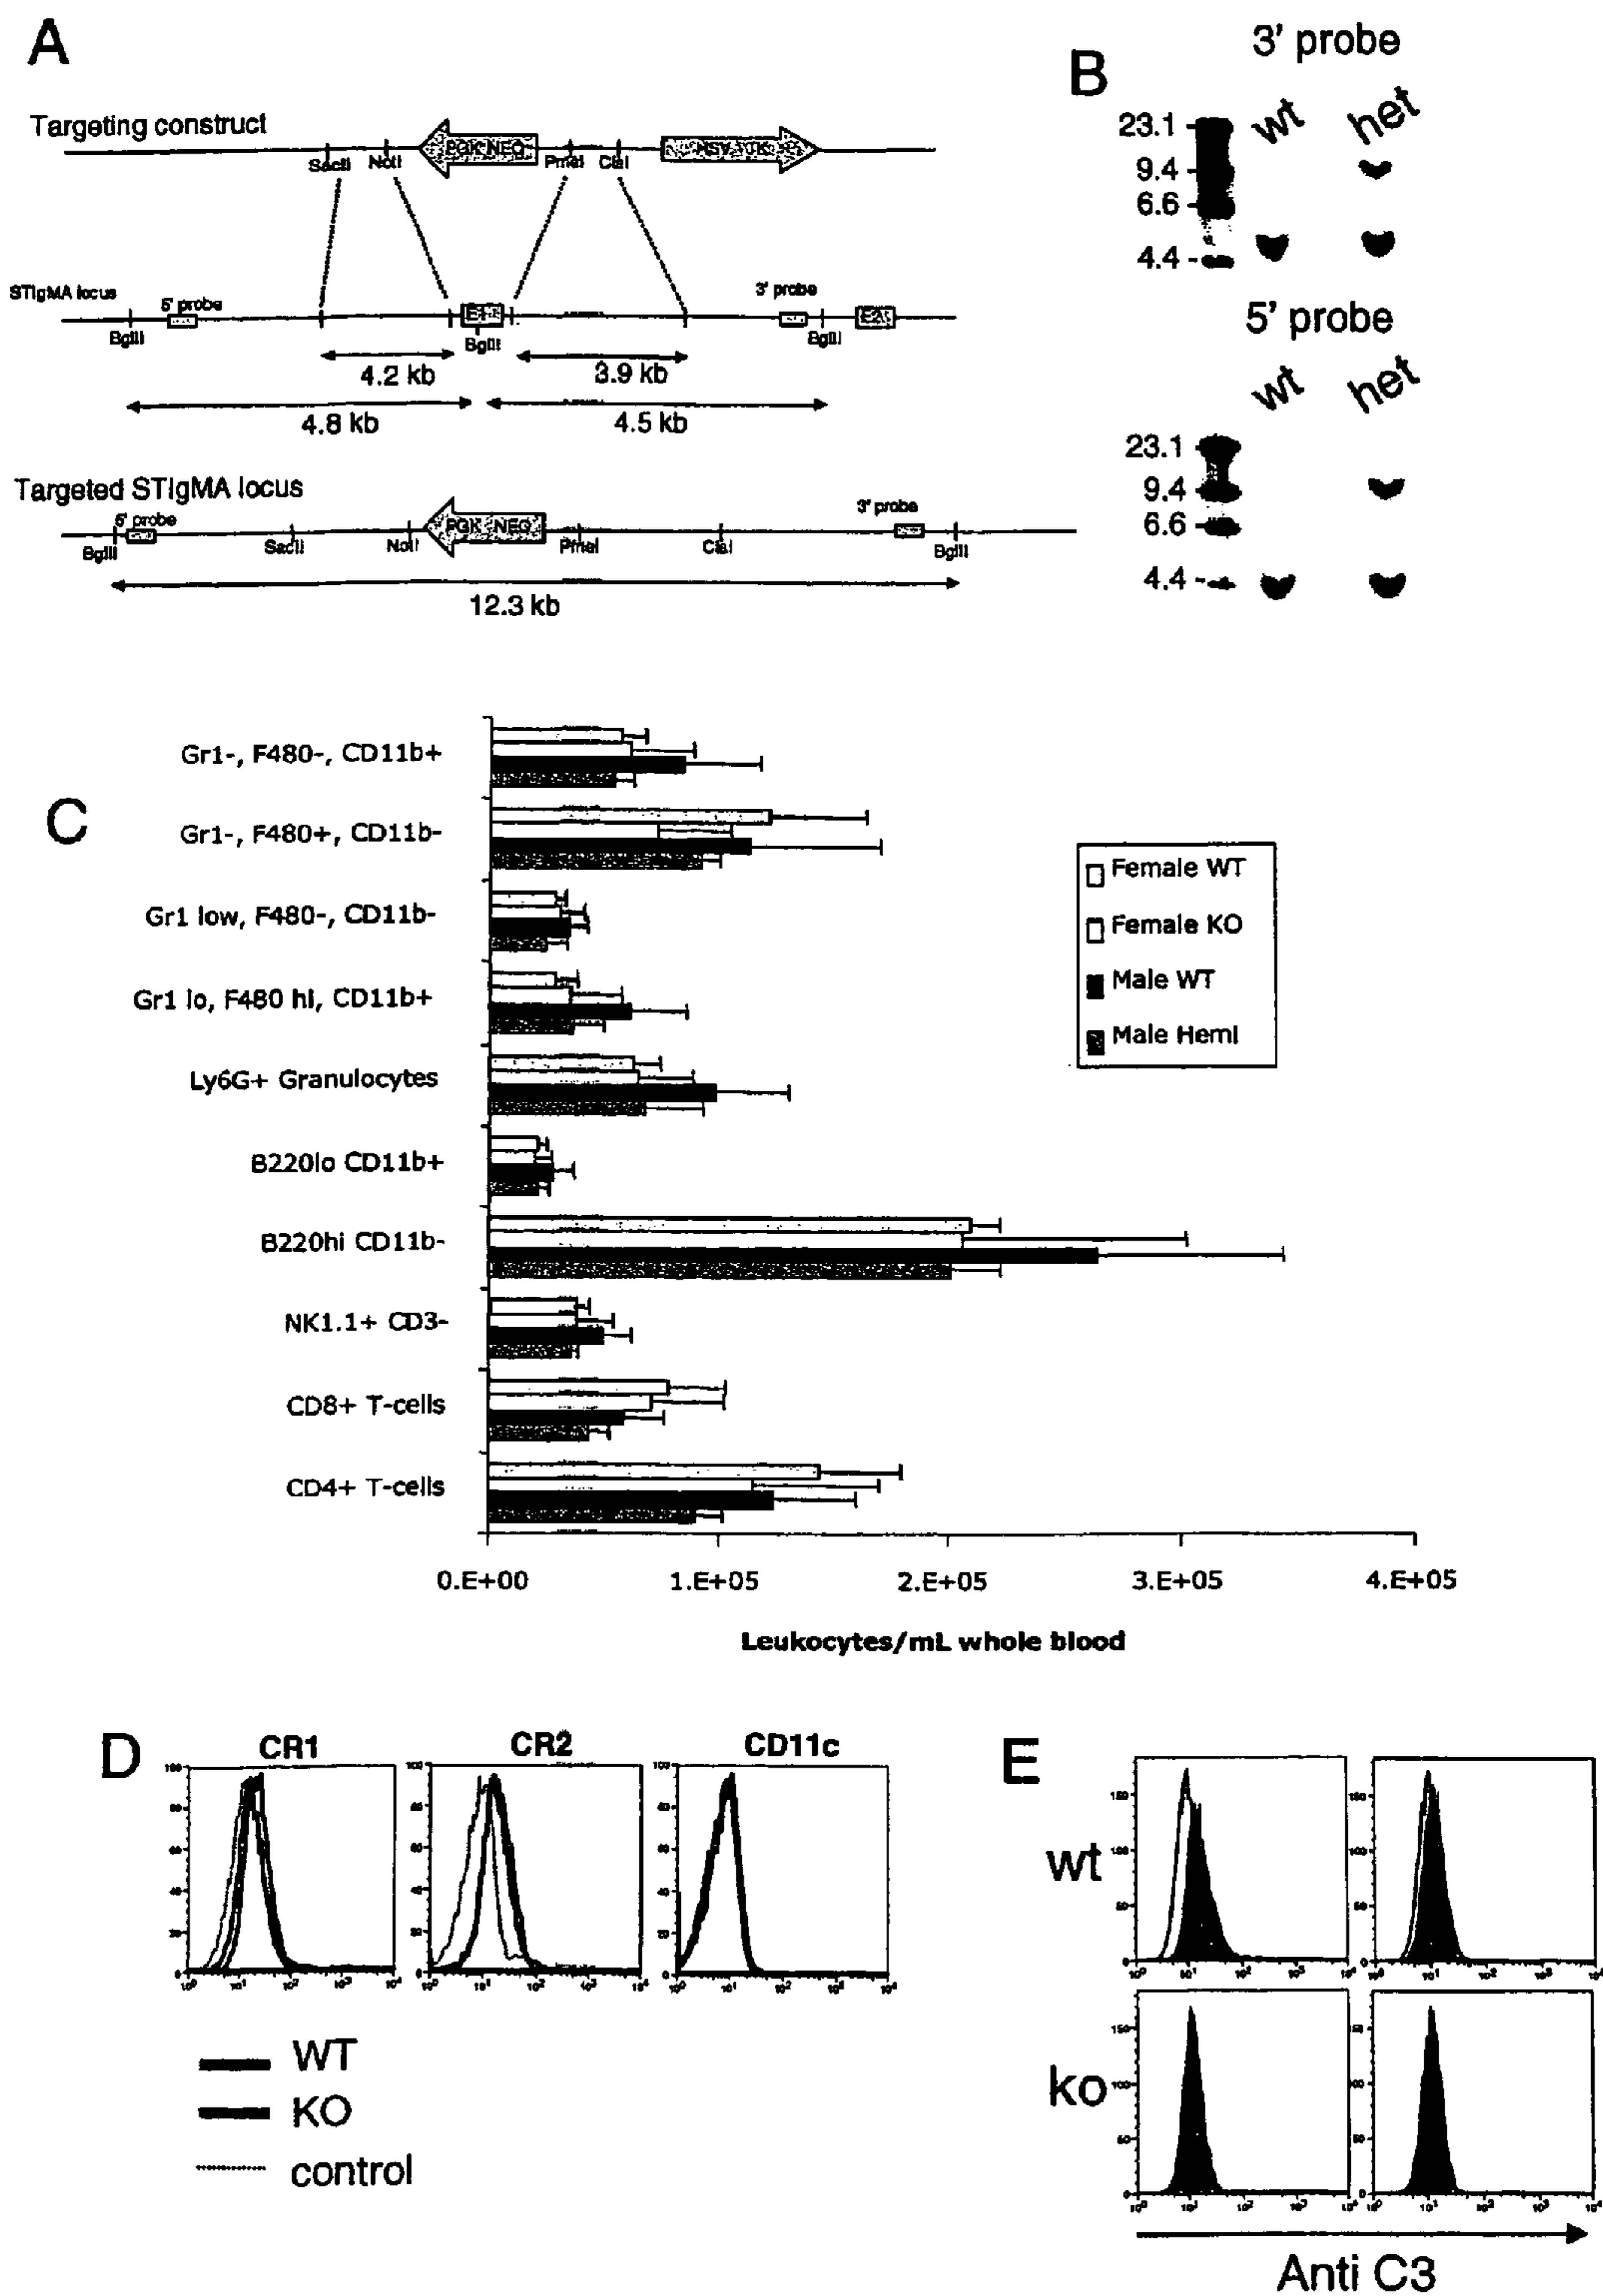 A
Targeting construct
PGK NEO
SacII NotI PmeI ClaI
STIgMA locus
5' probe
3' probe
BglII
BglII
BglII
4.2 kb
3.9 kb
4.8 kb
4.5 kb
Targeted STIgMA locus
5' probe
PGK NEO
3' probe
BglII SacII NotI PmeI ClaI BglII
12.3 kb
B
3' probe
wt het
23.1
9.4
6.6
4.4
5' probe
wt het
23.1
9.4
6.6
4.4
C
Gr1-, F480-, CD11b+
Gr1-, F480+, CD11b-
Gr1 low, F480-, CD11b-
Gr1 lo, F480 hi, CD11b+
Ly6G+ Granulocytes
B220lo CD11b+
B220hi CD11b-
NK1.1+ CD3-
CD8+ T-cells
CD4+ T-cells
0.E+00 1.E+05 2.E+05 3.E+05 4.E+05
Leukocytes/mL whole blood
Female WT
Female KO
Male WT
Male Hemi
D
CR1 CR2 CD11c
WT
KO
control
E
wt
ko
Anti C3